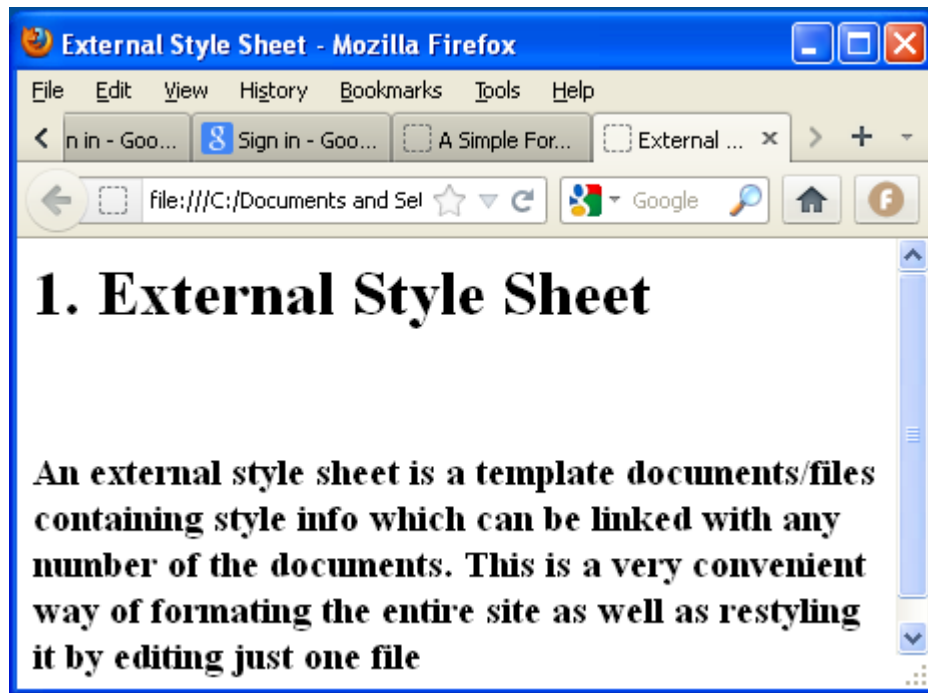 External Style Sheet - Mozilla Firefox
File Edit View History Bookmarks Tools Help
n in - Goo... 8 Sign in - Goo... A Simple For... External ... ×
file:///C:/Documents and Set Google
1. External Style Sheet
An external style sheet is a template documents/files
containing style info which can be linked with any
number of the documents. This is a very convenient
way of formating the entire site as well as restyling
it by editing just one file